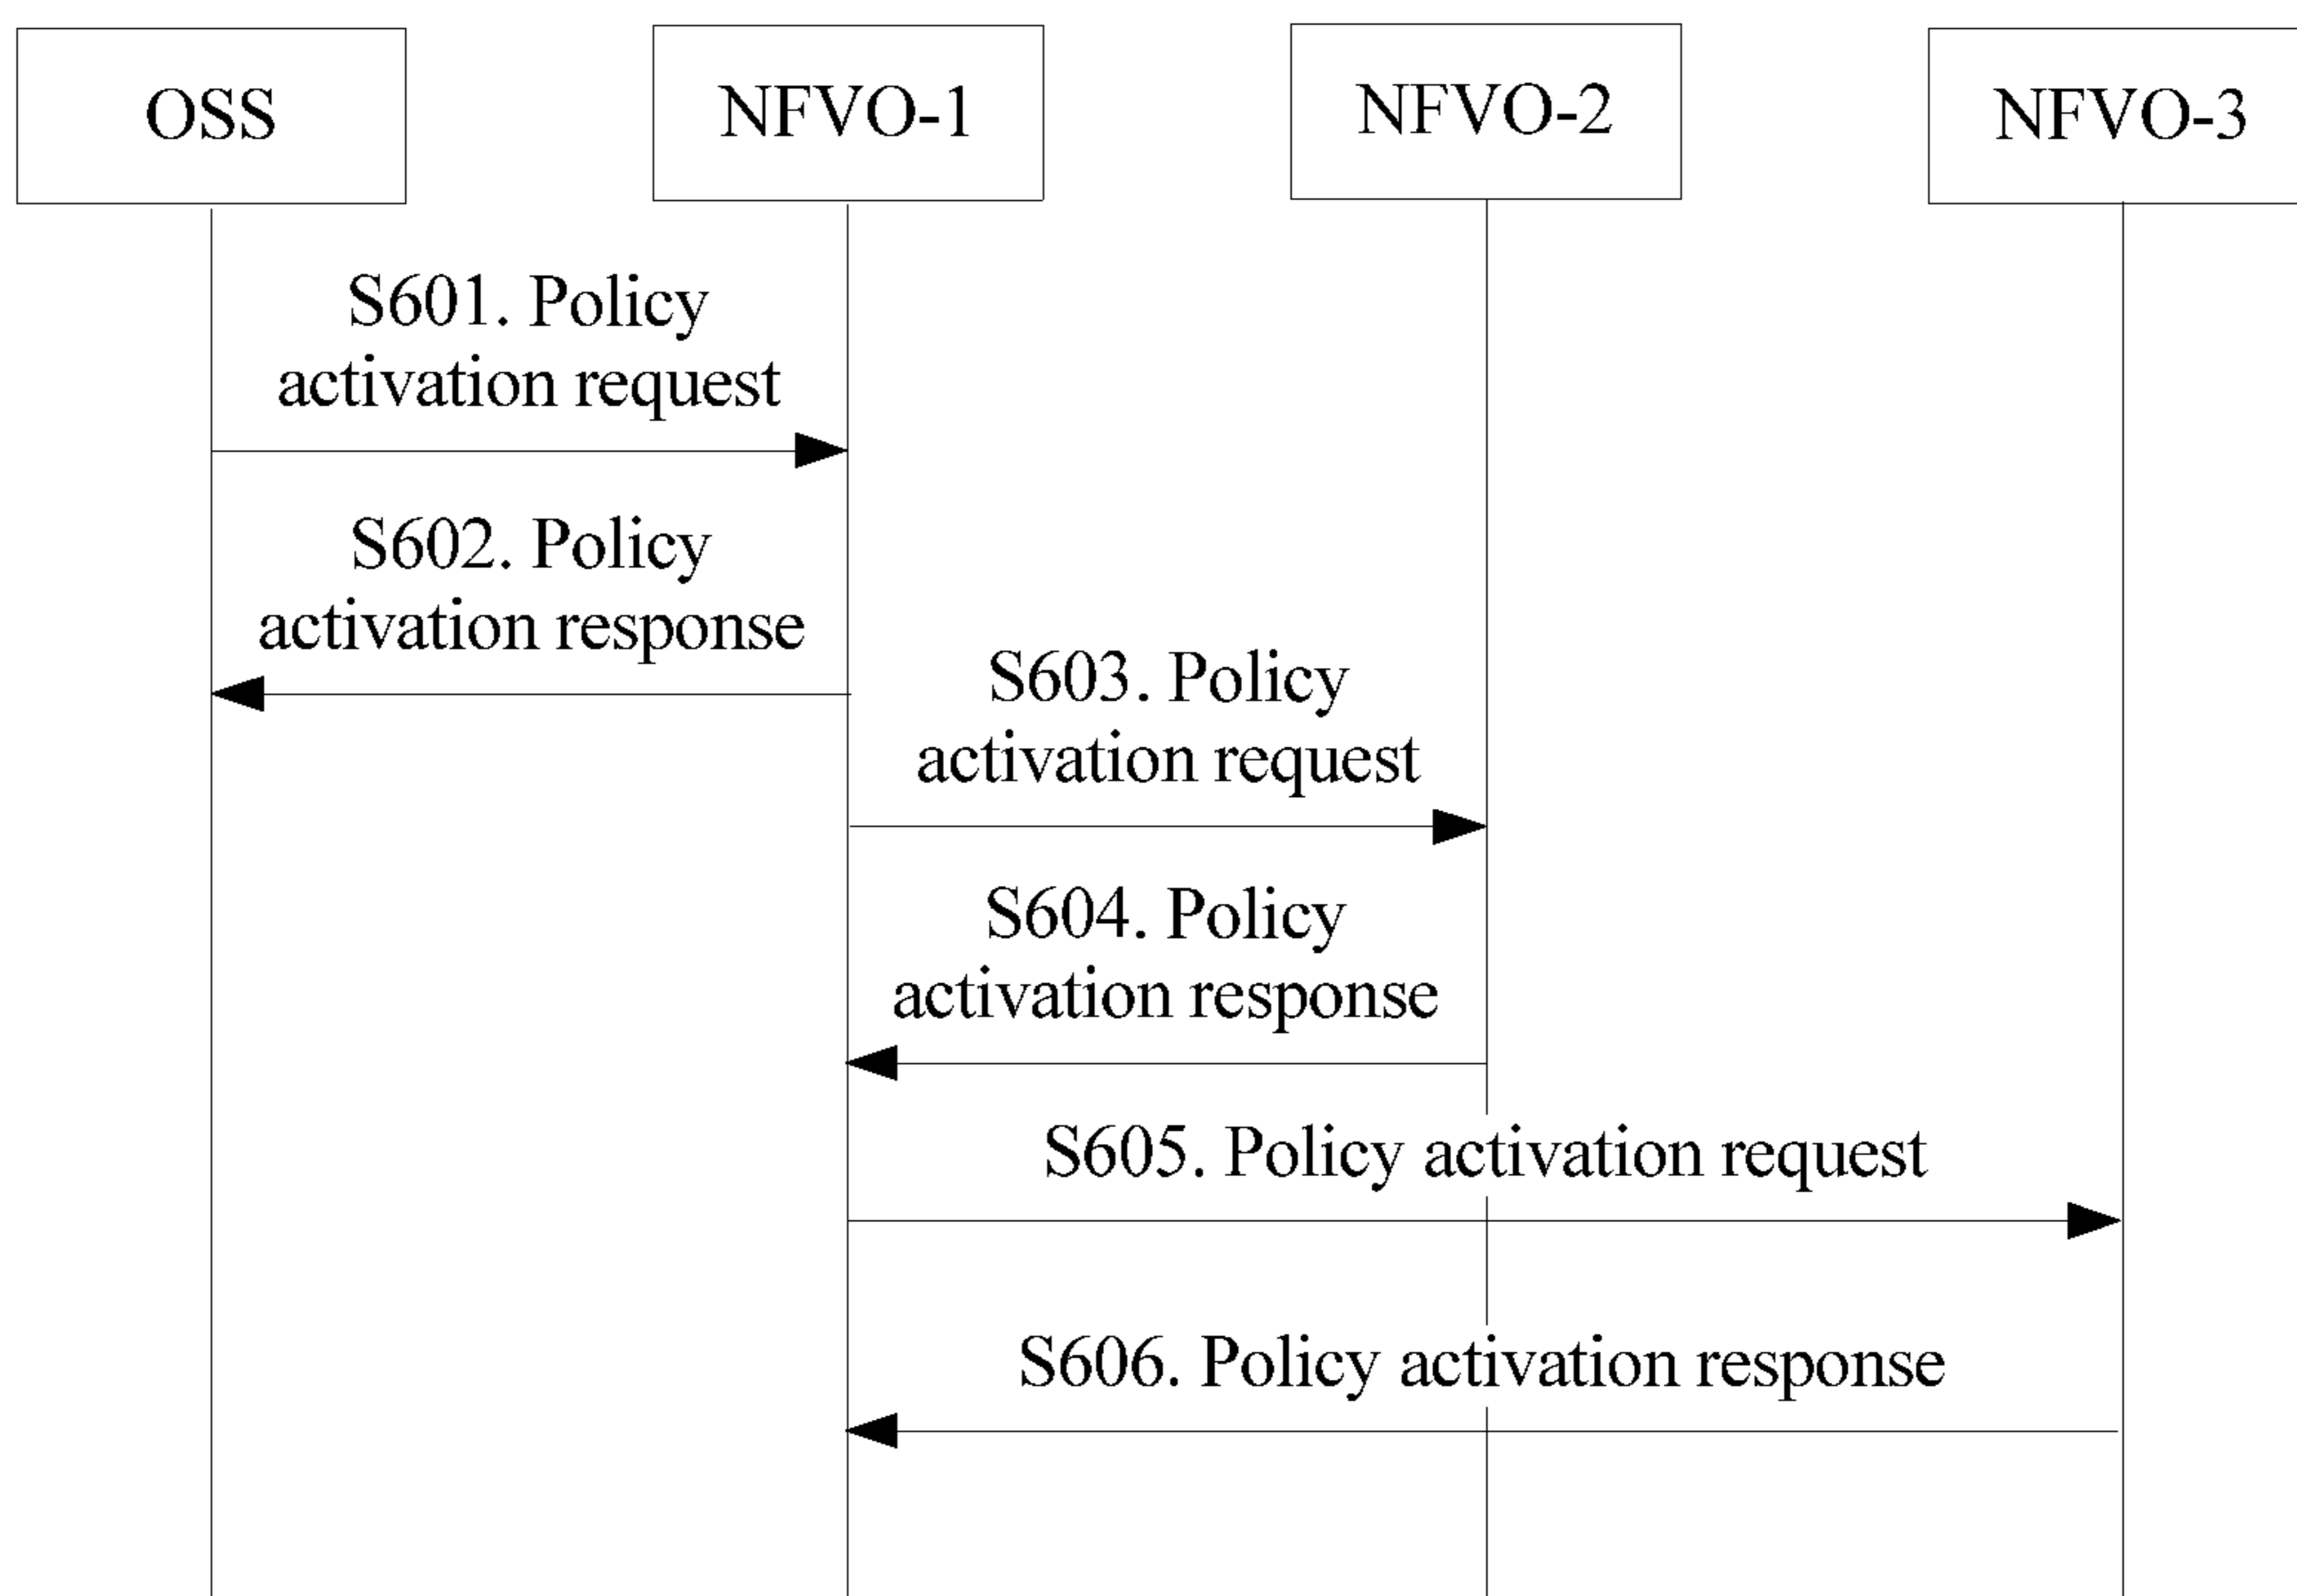 OSS
NFVO-1
NFVO-2
NFVO-3
S601. Policy
activation request
S602. Policy
activation response
S603. Policy
activation request
S604. Policy
activation response
S605. Policy activation request
S606. Policy activation response